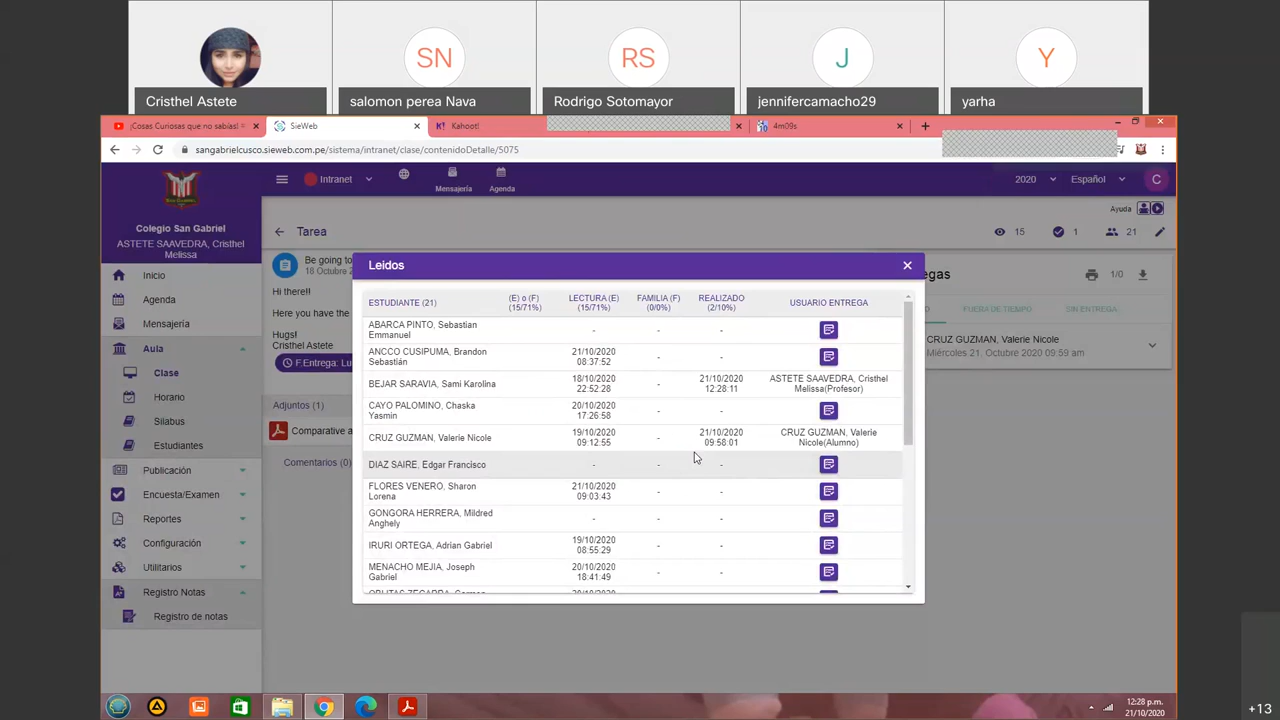 SN
RS
J
Y
Cristhel Astete
salomon perea Nava
Rodrigo Sotomayor
jennifercamacho29
yarha
¡Cosas Curiosas que no sabías!
SieWeb
Kahoot!
4m09s
sangabrielcusco.sieweb.com.pe/sistema/intranet/clase/contenidoDetalle/5075
Intranet
Mensajería
Agenda
2020
Español
C
Colegio San Gabriel
ASTETE SAAVEDRA, Cristhel
Melissa
Inicio
Agenda
Mensajería
Aula
Clase
Horario
Silabus
Estudiantes
Publicación
Encuesta/Examen
Reportes
Configuración
Utilitarios
Registro Notas
Registro de notas
Ayuda
Tarea
15
1
21
Be going to
18 Octubre
Hi there!!
Here you have the
Hugs!
Cristhel Astete
F.Entrega: Lu
Adjuntos (1)
Comparative a
Comentarios (0)
egas
1/0
FUERA DE TIEMPO
SIN ENTREGA
CRUZ GUZMAN, Valerie Nicole
Miércoles 21, Octubre 2020 09:59 am
Leidos
ESTUDIANTE (21) (E) o (F) (15/71%) LECTURA (E) (15/71%) FAMILIA (F) (0/0%) REALIZADO (2/10%) USUARIO ENTREGA
ABARCA PINTO, Sebastian Emmanuel - - -
ANCCO CUSIPUMA, Brandon Sebastián 21/10/2020 08:37:52 - -
BEJAR SARAVIA, Sami Karolina 18/10/2020 22:52:28 - 21/10/2020 12:28:11 ASTETE SAAVEDRA, Cristhel Melissa(Profesor)
CAYO PALOMINO, Chaska Yasmin 20/10/2020 17:26:58 - -
CRUZ GUZMAN, Valerie Nicole 19/10/2020 09:12:55 - 21/10/2020 09:58:01 CRUZ GUZMAN, Valerie Nicole(Alumno)
DIAZ SAIRE, Edgar Francisco - - -
FLORES VENERO, Sharon Lorena 21/10/2020 09:03:43 - -
GONGORA HERRERA, Mildred Anghely - - -
IRURI ORTEGA, Adrian Gabriel 19/10/2020 08:55:29 - -
MENACHO MEJIA, Joseph Gabriel 20/10/2020 18:41:49 - -
12:28 p.m.
21/10/2020
+13